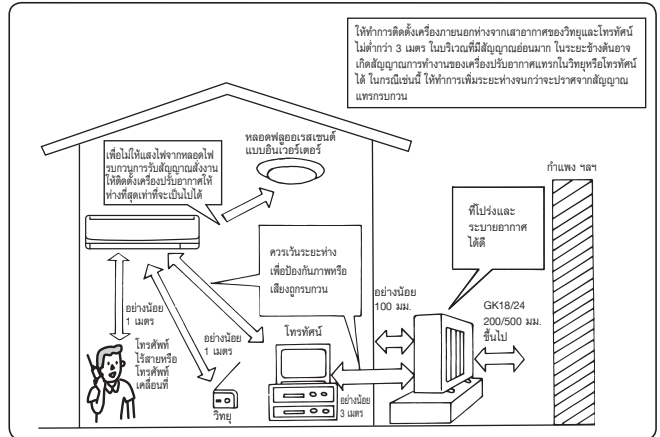 ให้ทำการติดตั้งเครื่องภายนอกห่างจากเสาอากาศของวิทยุและโทรทัศน์
ไม่ต่ำกว่า 3 เมตร ในบริเวณที่มีสัญญาณอ่อนมาก ในระยะข้างต้นอาจ
เกิดสัญญาณการทำงานของเครื่องปรับอากาศแทรกในวิทยุหรือโทรทัศน์
ได้ ในกรณีเช่นนี้ ให้ทำการเพิ่มระยะห่างจนกว่าจะปราศจากสัญญาณ
แทรกรบกวน
หลอดฟลูออเรสเซนต์
แบบอินเวอร์เตอร์
เพื่อไม่ให้แสงไฟจากหลอดไฟ
รบกวนการรับสัญญาณสั่งงาน
ให้ติดตั้งเครื่องปรับอากาศให้
ห่างที่สุดเท่าที่จะเป็นไปได้
กำแพง ฯลฯ
ที่โปร่งและ
ระบายอากาศ
ได้ดี
ควรเว้นระยะห่าง
เพื่อป้องกันภาพหรือ
เสียงถูกรบกวน
อย่างน้อย
100 มม.
GK18/24
200/500 มม.
ขึ้นไป
อย่างน้อย
1 เมตร
อย่างน้อย
1 เมตร
โทรทัศน์
โทรศัพท์
ไร้สายหรือ
โทรศัพท์
เคลื่อนที่
วิทยุ
อย่างน้อย
3 เมตร